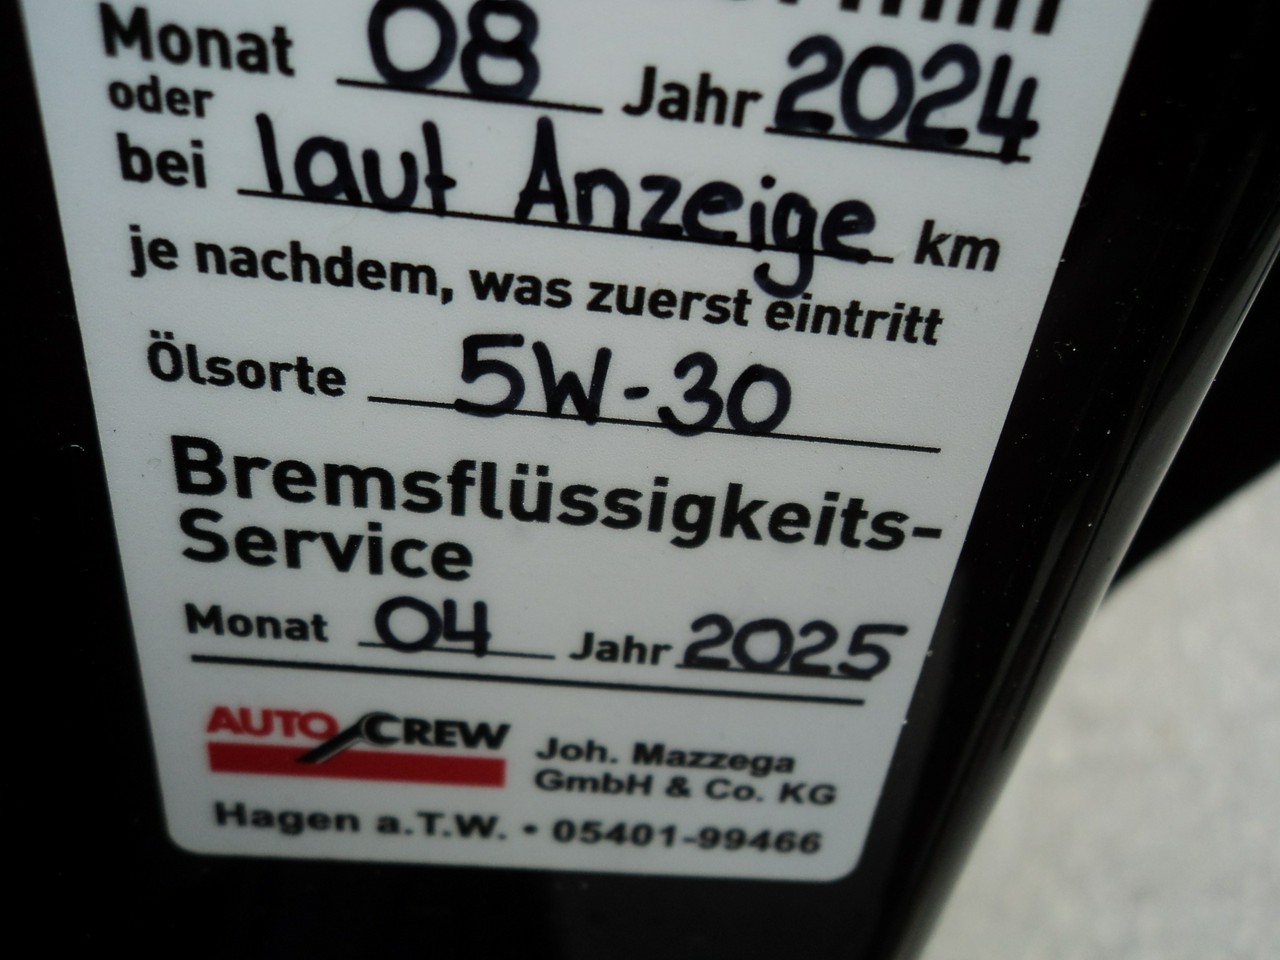 Monat 08 Jahr 2024
oder
bei laut Anzeige km
je nachdem, was zuerst eintritt
Ölsorte 5W-30
Bremsflüssigkeits-
Service
Monat 04 Jahr 2025
AUTO CREW
Joh. Mazzega
GmbH & Co. KG
Hagen a.T.W. • 05401-99466